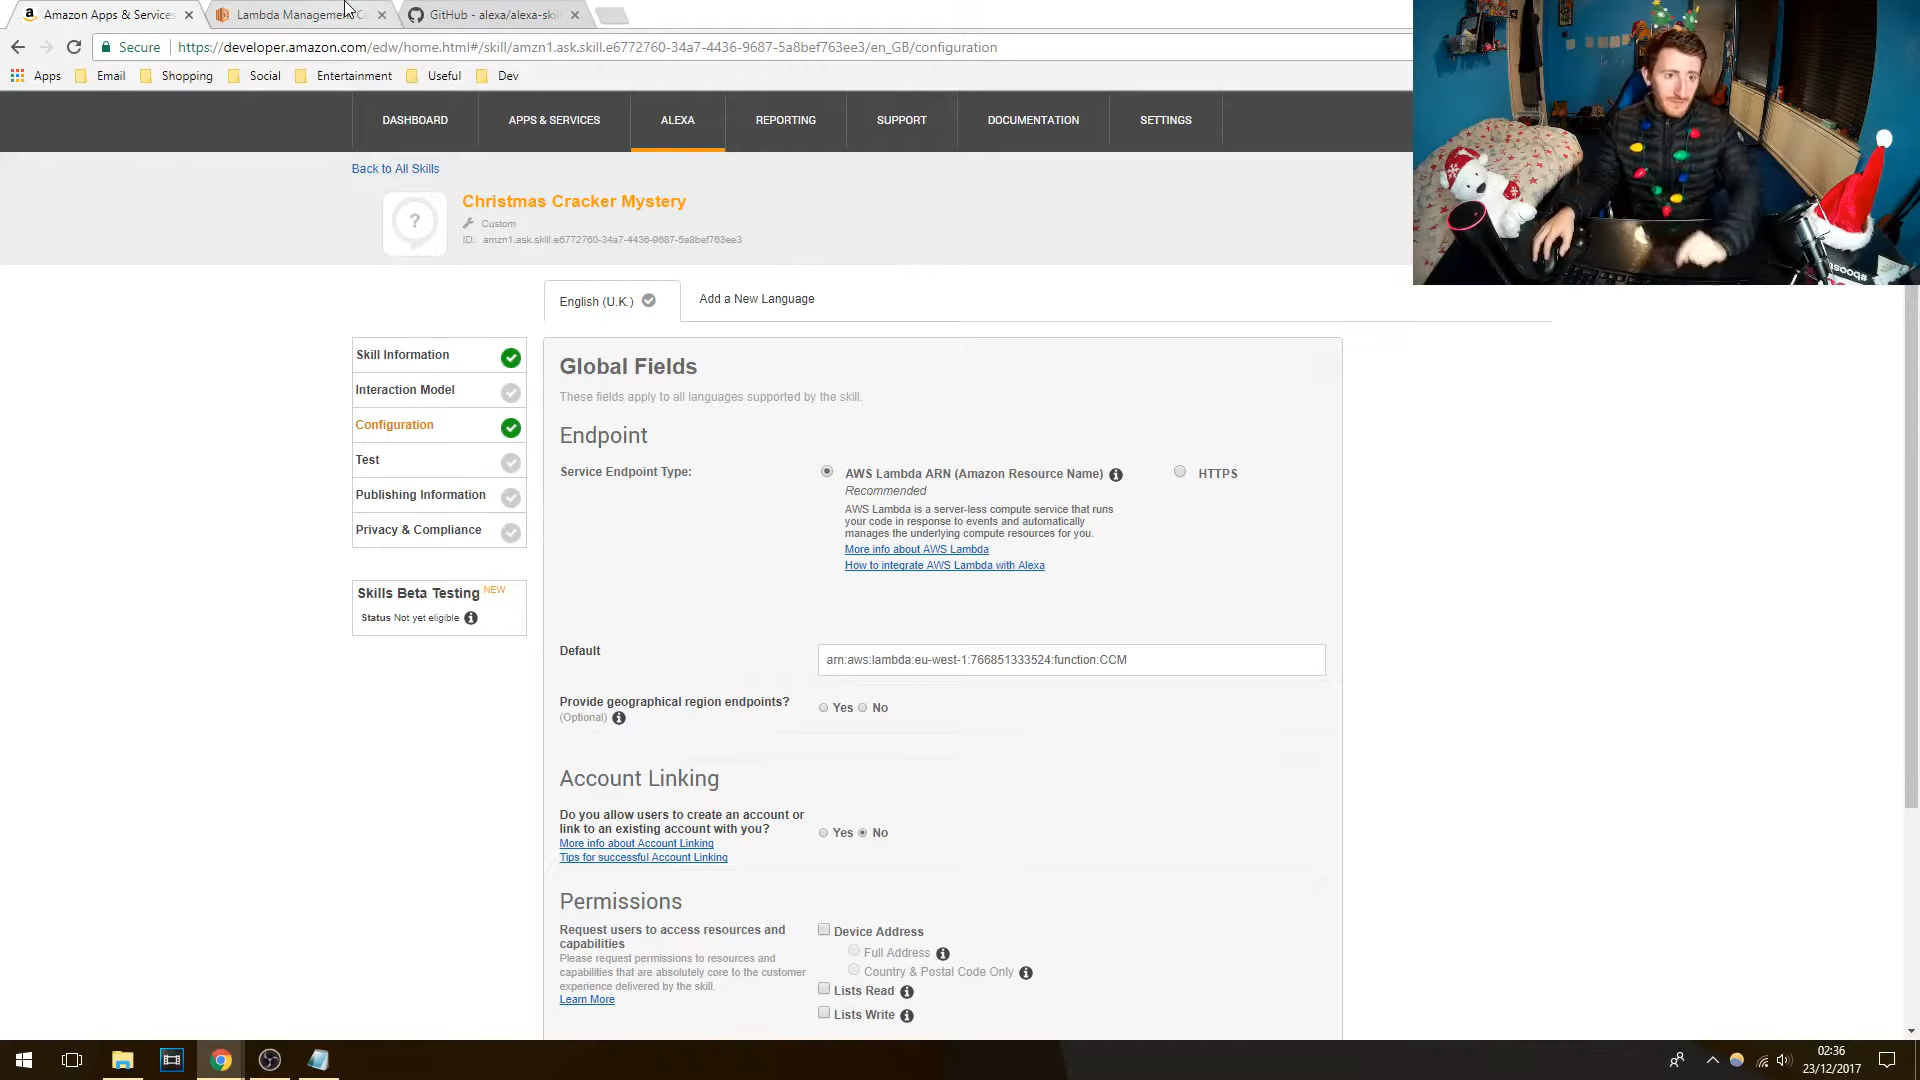 Amazon Apps & Services
Lambda Management Co
GitHub - alexa/alexa-skil
Secure
https://developer.amazon.com/edw/home.html#/skill/amzn1.ask.skill.e6772760-34a7-4436-9687-5a8bef763ee3/en_GB/configuration
Apps
Email
Shopping
Social
Entertainment
Useful
Dev
DASHBOARD
APPS & SERVICES
ALEXA
REPORTING
SUPPORT
DOCUMENTATION
SETTINGS
Back to All Skills
Christmas Cracker Mystery
Custom
ID: amzn1.ask.skill.e6772760-34a7-4436-9687-5a8bef763ee3
English (U.K.)
Add a New Language
Skill Information
Interaction Model
Configuration
Test
Publishing Information
Privacy & Compliance
Skills Beta Testing NEW
Status Not yet eligible
Global Fields
These fields apply to all languages supported by the skill.
Endpoint
Service Endpoint Type:
AWS Lambda ARN (Amazon Resource Name)
HTTPS
Recommended
AWS Lambda is a server-less compute service that runs
your code in response to events and automatically
manages the underlying compute resources for you.
More info about AWS Lambda
How to integrate AWS Lambda with Alexa
Default
arn:aws:lambda:eu-west-1:766851333524:function:CCM
Provide geographical region endpoints?
(Optional)
Yes No
Account Linking
Do you allow users to create an account or
link to an existing account with you?
Yes No
More info about Account Linking
Tips for successful Account Linking
Permissions
Request users to access resources and
capabilities
Please request permissions to resources and
capabilities that are absolutely core to the customer
experience delivered by the skill.
Learn More
Device Address
Full Address
Country & Postal Code Only
Lists Read
Lists Write
#boost
02:36
23/12/2017